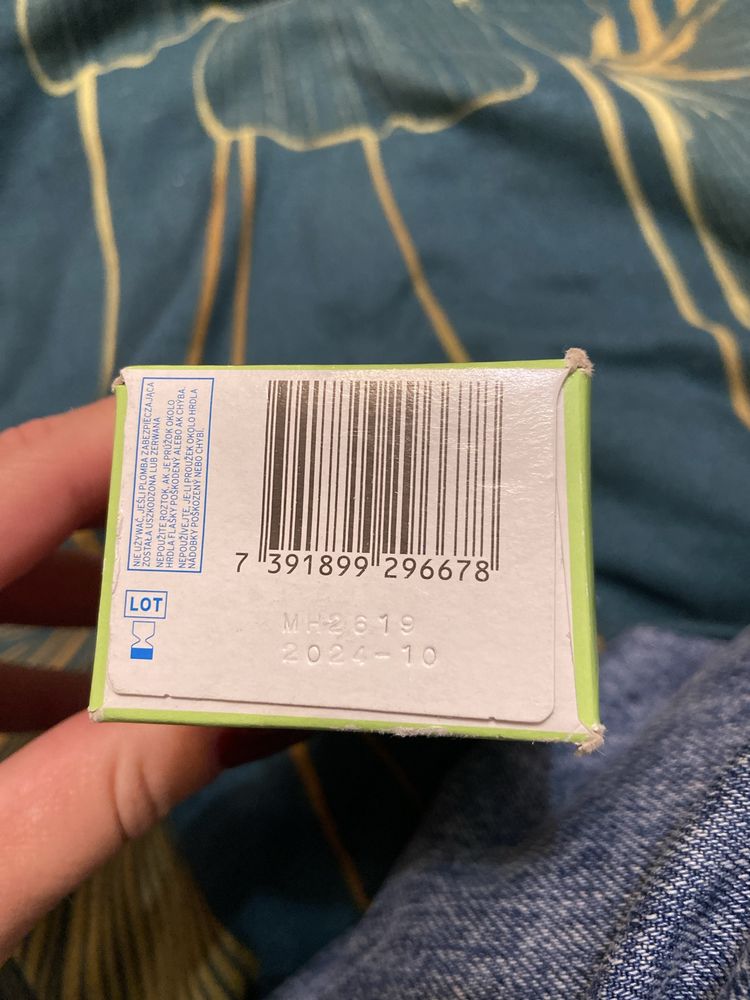 NIE UŻYWAĆ, JEŚLI PLOMBA ZABEZPIECZAJĄCA
ZOSTAŁA USZKODZONA LUB ZERWANA
NEPOUŽITE ROZTOK, AK JE PRÚŽOK OKOLO
HRDLA FLAŠKY POŠKODENÝ ALEBO AK CHÝBA.
NEPOUŽÍVEJTE, JE-LI PROUŽEK OKOLO HRDLA
NÁDOBKY POŠKOZENÝ NEBO CHYBÍ.
7 391899 296678
LOT
MH2619
2024-10